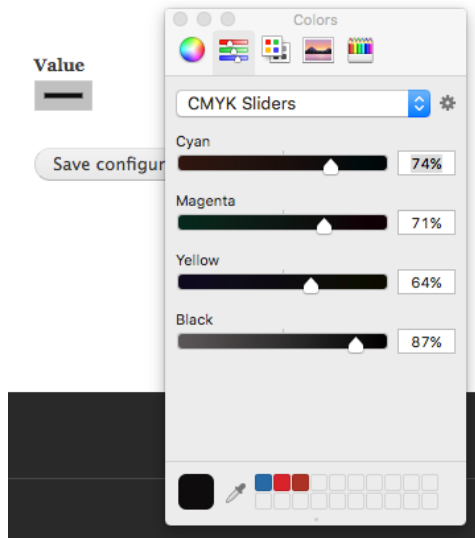 Colors
Value
CMYK Sliders
Cyan
74%
Save configur
Magenta
71%
Yellow
64%
Black
87%